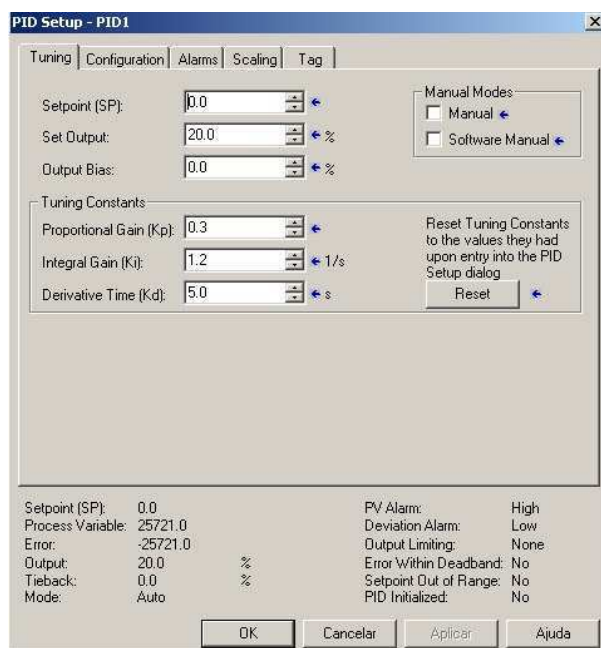 PID Setup - PID1
Tuning Configuration Alarms Scaling Tag
Setpoint (SP): 0.0
Set Output: 20.0 %
Output Bias: 0.0 %
Manual Modes
Manual
Software Manual
Tuning Constants
Proportional Gain (Kp): 0.3
Integral Gain (Ki): 1.2 1/s
Derivative Time (Kd): 5.0 s
Reset Tuning Constants
to the values they had
upon entry into the PID
Setup dialog
Reset
Setpoint (SP): 0.0
Process Variable: 25721.0
Error: -25721.0
Output: 20.0 %
Tieback: 0.0 %
Mode: Auto
PV Alarm: High
Deviation Alarm: Low
Output Limiting: None
Error Within Deadband: No
Setpoint Out of Range: No
PID Initialized: No
OK Cancelar Aplicar Ajuda